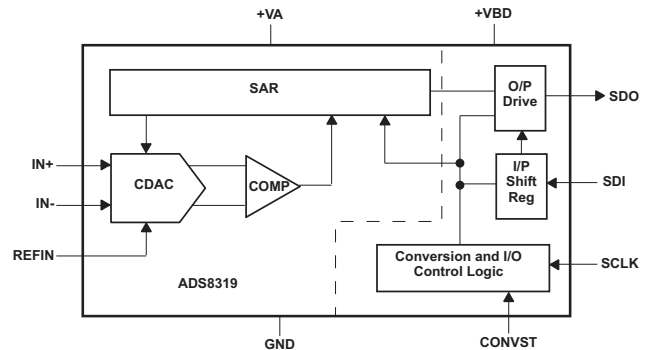 +VA
+VBD
SAR
O/P
Drive
SDO
IN+
IN-
CDAC
COMP
I/P
Shift
Reg
SDI
REFIN
ADS8319
Conversion and I/O
Control Logic
SCLK
GND
CONVST